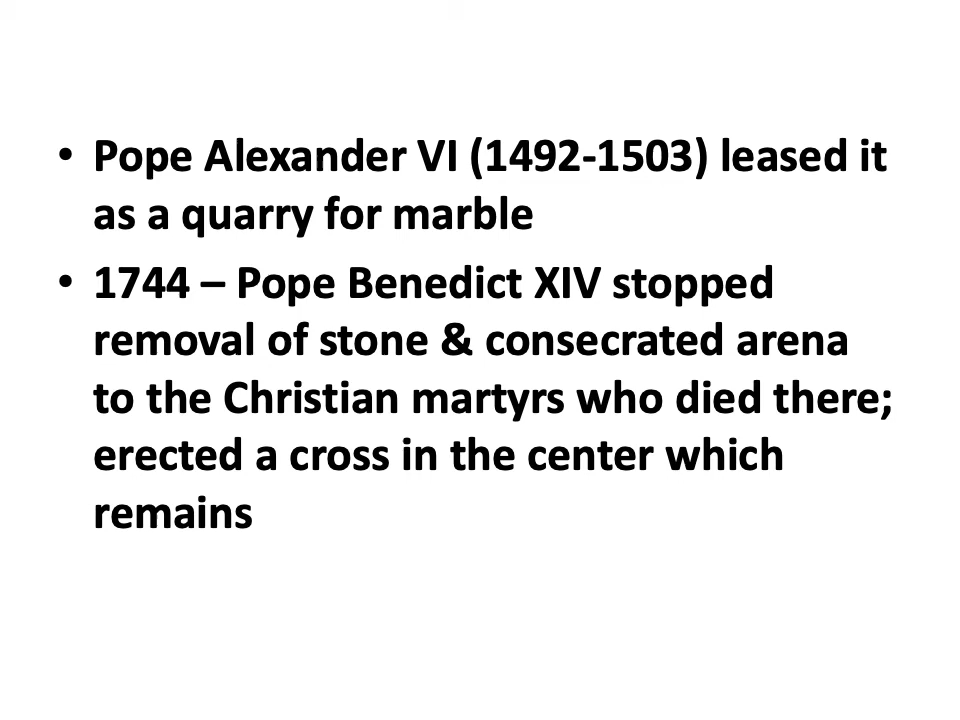 • Pope Alexander VI (1492-1503) leased it
as a quarry for marble
• 1744 – Pope Benedict XIV stopped
removal of stone & consecrated arena
to the Christian martyrs who died there;
erected a cross in the center which
remains